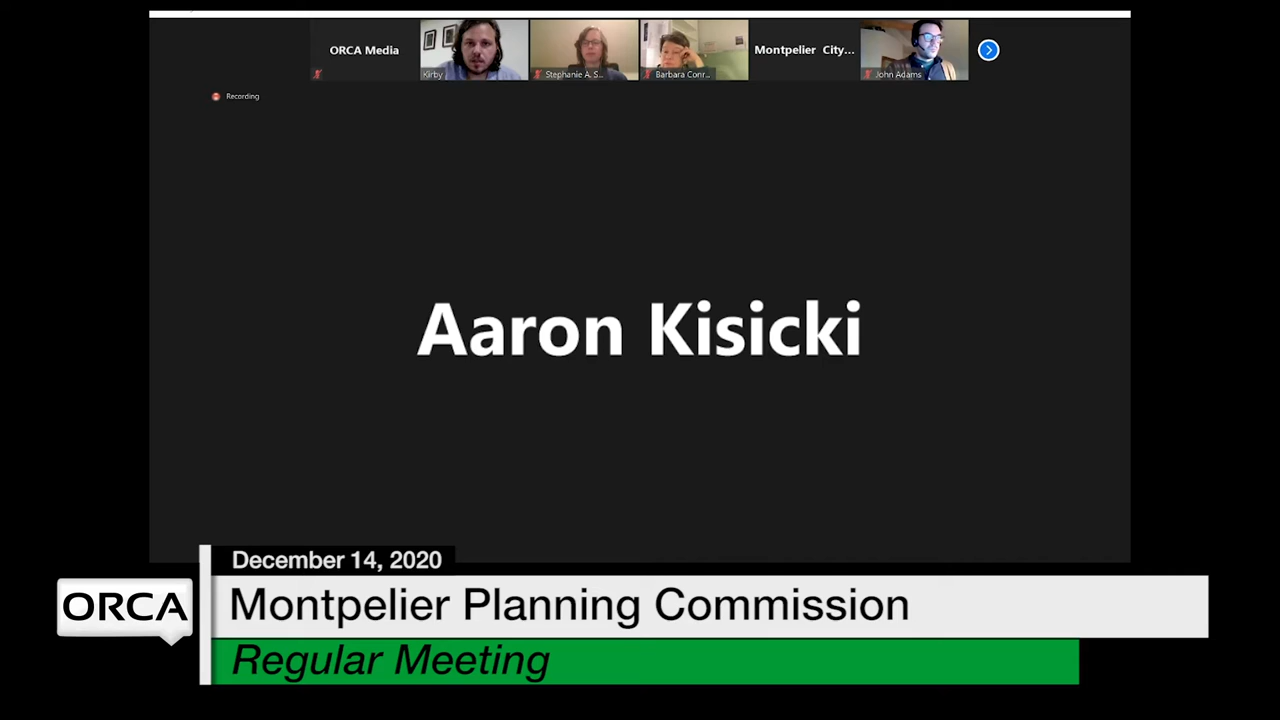 ORCA Media
Kirby
Stephanie A. S...
Barbara Conr...
Montpelier City...
John Adams
Recording
Aaron Kisicki
December 14, 2020
ORCA
Montpelier Planning Commission
Regular Meeting